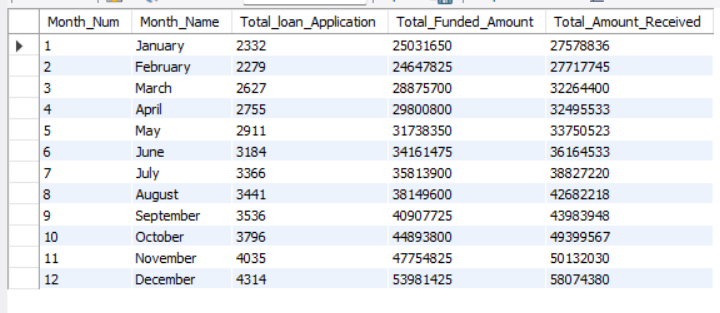 Month_Num Month_Name Total_loan_Application Total_Funded_Amount Total_Amount_Received
1 January 2332 25031650 27578836
2 February 2279 24647825 27717745
3 March 2627 28875700 32264400
4 April 2755 29800800 32495533
5 May 2911 31738350 33750523
6 June 3184 34161475 36164533
7 July 3366 35813900 38827220
8 August 3441 38149600 42682218
9 September 3536 40907725 43983948
10 October 3796 44893800 49399567
11 November 4035 47754825 50132030
12 December 4314 53981425 58074380